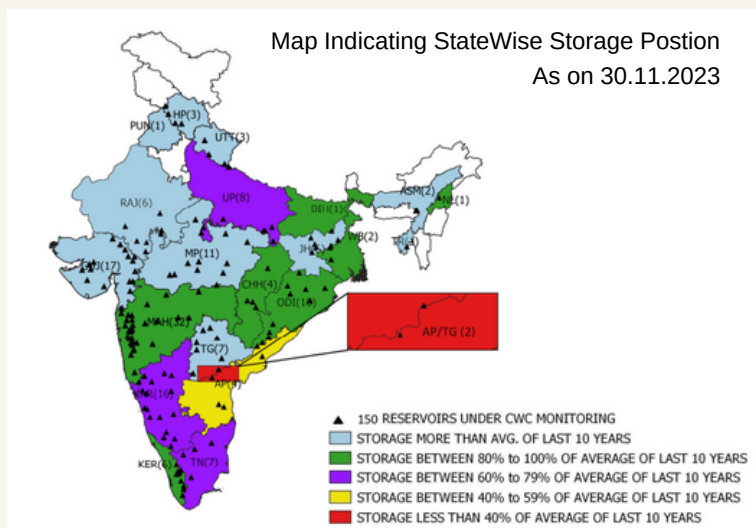 Map Indicating StateWise Storage Postion
As on 30.11.2023
HP(3)
PUN(1)
UTT(3)
RAJ(6)
UP(8)
BIH(1)
ASM(2)
NL(1)
WB(2)
MP(11)
GUJ(17)
CHH(4)
MAH(32)
TG(7)
AP/TG (2)
AP(4)
KER(6)
TN(7)
150 RESERVOIRS UNDER CWC MONITORING
STORAGE MORE THAN AVG. OF LAST 10 YEARS
STORAGE BETWEEN 80% to 100% OF AVERAGE OF LAST 10 YEARS
STORAGE BETWEEN 60% to 79% OF AVERAGE OF LAST 10 YEARS
STORAGE BETWEEN 40% to 59% OF AVERAGE OF LAST 10 YEARS
STORAGE LESS THAN 40% OF AVERAGE OF LAST 10 YEARS